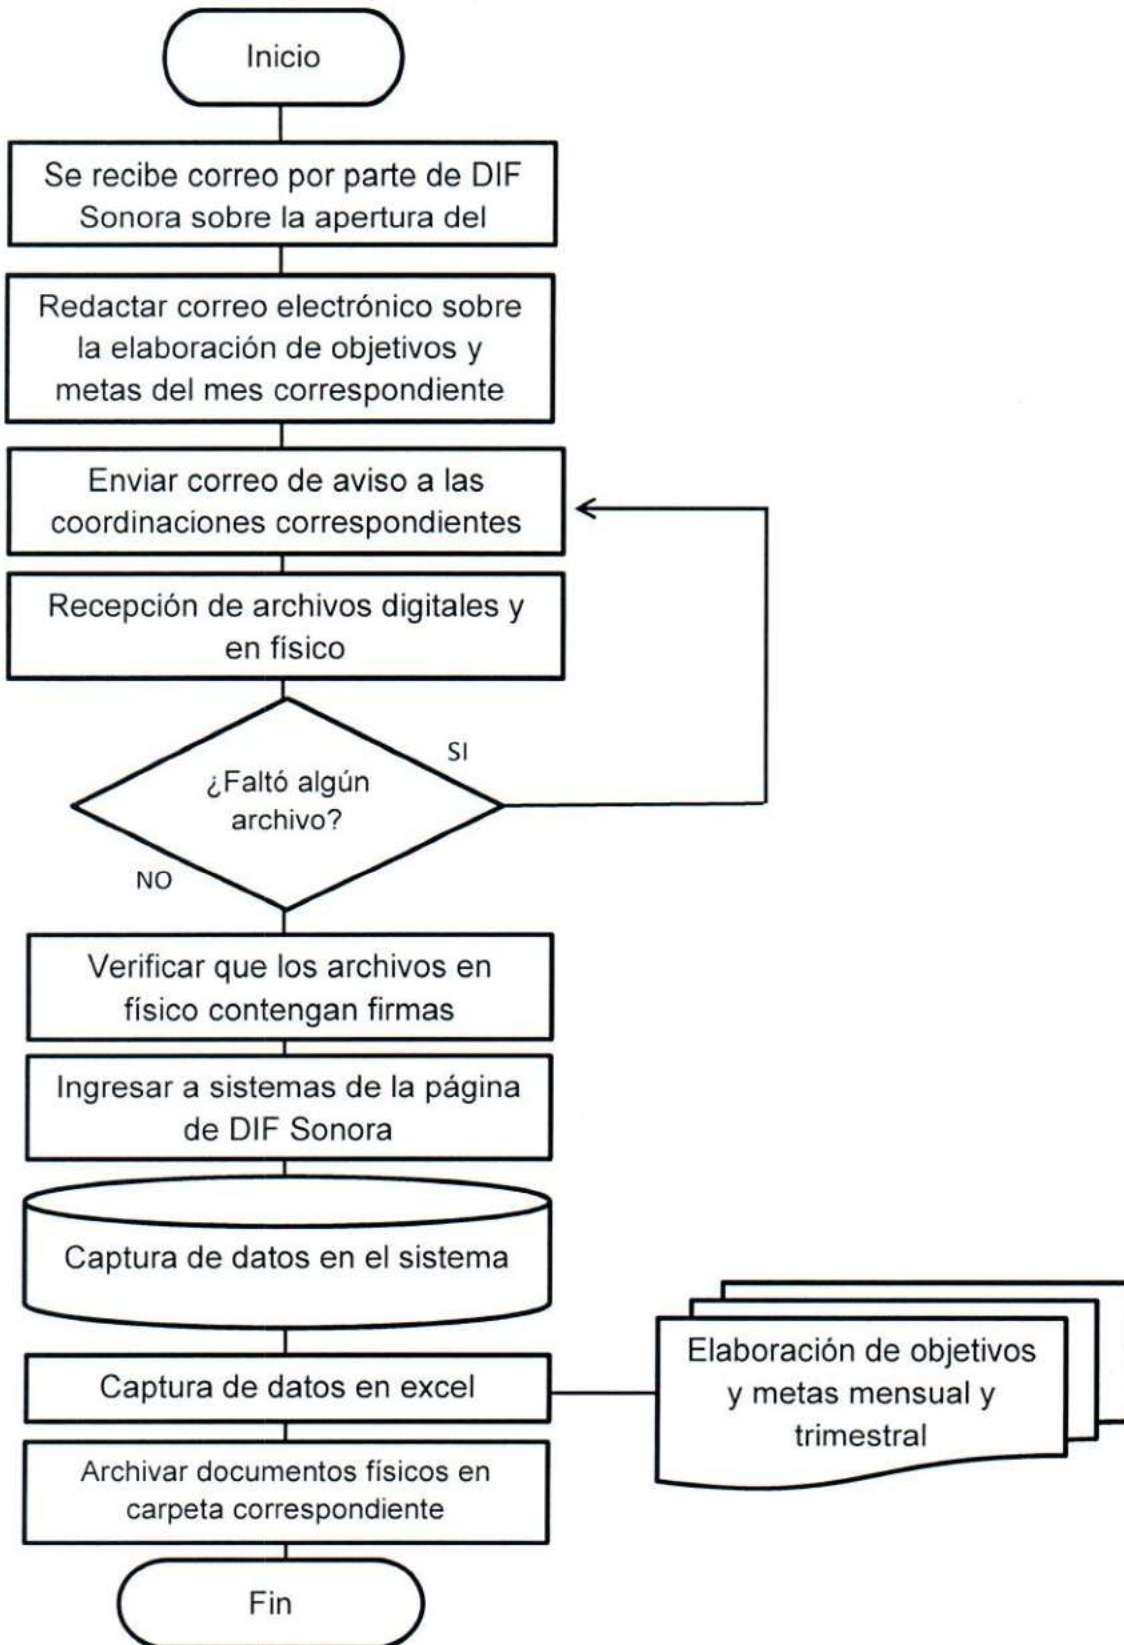 Inicio
Se recibe correo por parte de DIF
Sonora sobre la apertura del
Redactar correo electrónico sobre
la elaboración de objetivos y
metas del mes correspondiente
Enviar correo de aviso a las
coordinaciones correspondientes
Recepción de archivos digitales y
en físico
SI
¿Faltó algún
archivo?
NO
Verificar que los archivos en
físico contengan firmas
Ingresar a sistemas de la página
de DIF Sonora
Captura de datos en el sistema
Captura de datos en excel
Elaboración de objetivos
y metas mensual y
trimestral
Archivar documentos físicos en
carpeta correspondiente
Fin